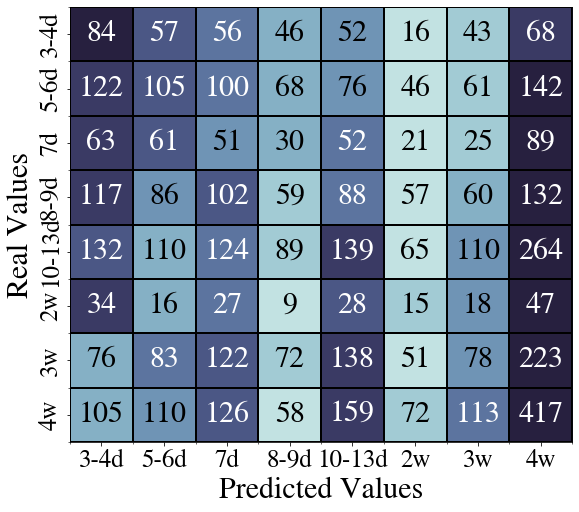 3-4d 84 57 56 46 52 16 43 68
5-6d 122 105 100 68 76 46 61 142
7d 63 61 51 30 52 21 25 89
8-9d 117 86 102 59 88 57 60 132
10-13d 132 110 124 89 139 65 110 264
2w 34 16 27 9 28 15 18 47
3w 76 83 122 72 138 51 78 223
4w 105 110 126 58 159 72 113 417
3-4d 5-6d 7d 8-9d 10-13d 2w 3w 4w
Predicted Values
Real Values